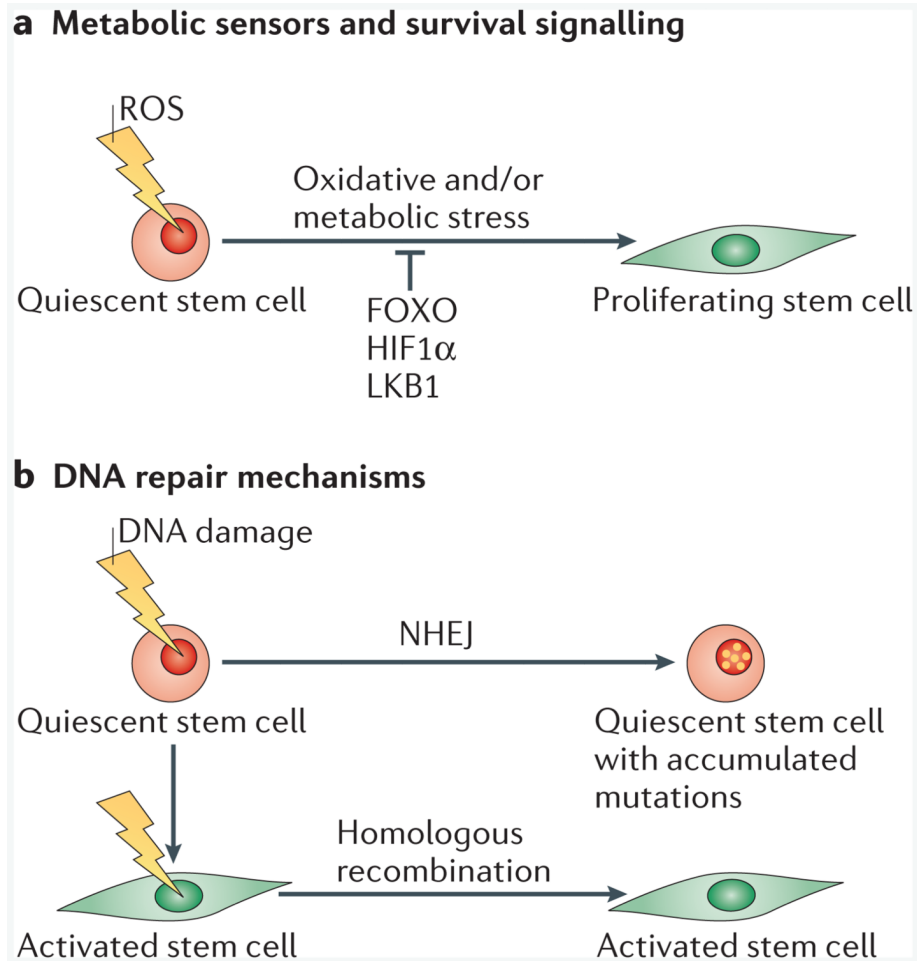 a Metabolic sensors and survival signalling
ROS
Oxidative and/or
metabolic stress
Quiescent stem cell
Proliferating stem cell
FOXO
HIF1α
LKB1
b DNA repair mechanisms
DNA damage
NHEJ
Quiescent stem cell
Quiescent stem cell
with accumulated
mutations
Homologous
recombination
Activated stem cell
Activated stem cell